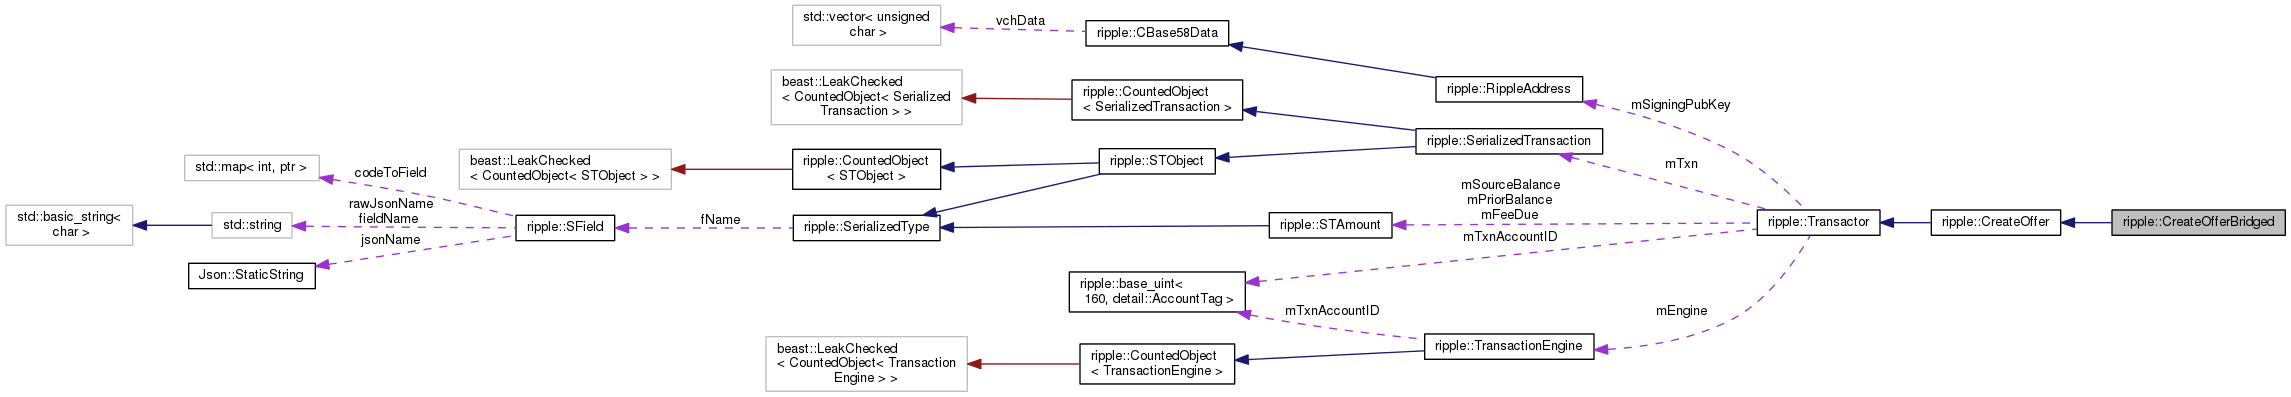 std::vector< unsigned
char >
vchData
ripple::CBase58Data
beast::LeakChecked
< CountedObject< Serialized
Transaction > >
ripple::CountedObject
< SerializedTransaction >
ripple::RippleAddress
mSigningPubKey
ripple::SerializedTransaction
mTxn
std::map< int, ptr >
codeToField
beast::LeakChecked
< CountedObject< STObject > >
ripple::CountedObject
< STObject >
ripple::STObject
std::basic_string<
char >
std::string
rawJsonName
fieldName
jsonName
Json::StaticString
ripple::SField
fName
ripple::SerializedType
ripple::STAmount
mSourceBalance
mPriorBalance
mFeeDue
mTxnAccountID
ripple::Transactor
ripple::CreateOffer
ripple::CreateOfferBridged
ripple::base_uint<
160, detail::AccountTag >
mTxnAccountID
mEngine
beast::LeakChecked
< CountedObject< Transaction
Engine > >
ripple::CountedObject
< TransactionEngine >
ripple::TransactionEngine